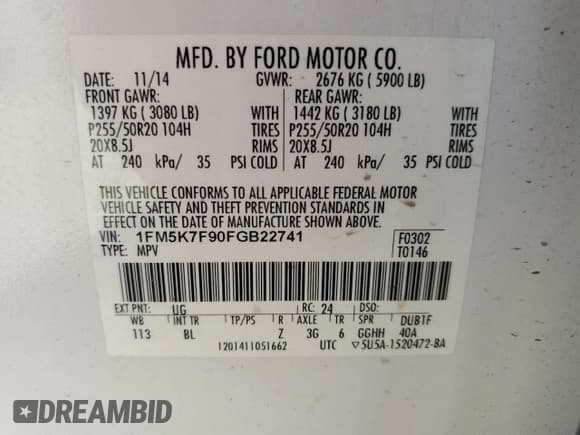 MFD. BY FORD MOTOR CO.
DATE: 11/14 GVWR: 2676 KG ( 5900 LB)
FRONT GAWR: REAR GAWR:
1397 KG ( 3080 LB) WITH 1442 KG ( 3180 LB) WITH
P255/50R20 104H TIRES P255/50R20 104H TIRES
20X8.5J RIMS 20X8.5J RIMS
AT 240 kPa/ 35 PSI COLD AT 240 kPa/ 35 PSI COLD
THIS VEHICLE CONFORMS TO ALL APPLICABLE FEDERAL MOTOR
VEHICLE SAFETY AND THEFT PREVENTION STANDARDS IN
EFFECT ON THE DATE OF MANUFACTURE SHOWN ABOVE.
VIN: 1FM5K7F90FGB22741 F0302
TYPE: MPV T0146
EXT PNT: UG RC: 24 DSO:
WB INT TR TP/PS R AXLE TR SPR DUB1F
113 BL Z 3G 6 GGHH 40A
1201411051662 UTC ▽5U5A-1520472-BA
DREAMBID